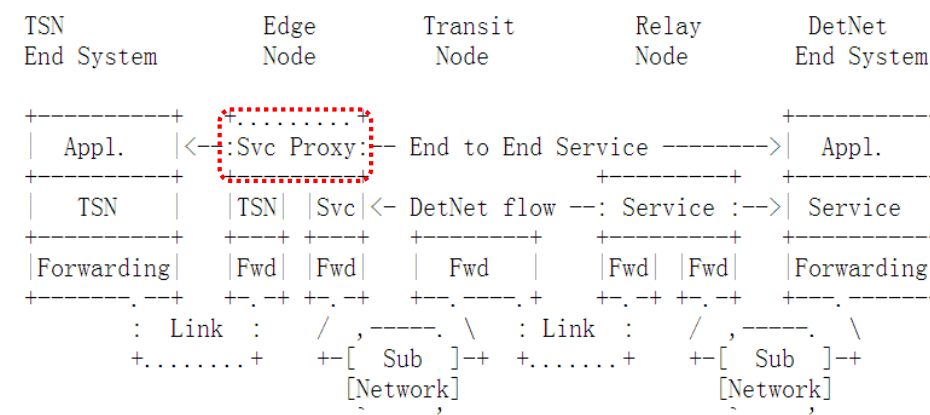 TSN Edge Transit Relay DetNet
End System Node Node Node End System
Appl. <--:Svc Proxy:-- End to End Service -------->| Appl.
TSN |TSN| |Svc|<- DetNet flow --: Service :-->| Service
|Forwarding| |Fwd| |Fwd| | Fwd | |Fwd| |Fwd| |Forwarding
: Link : / ,-----. \ : Link : / ,-----. \
+........+ +-[ Sub ]-+ +.......+ +-[ Sub ]-+
[Network] [Network]